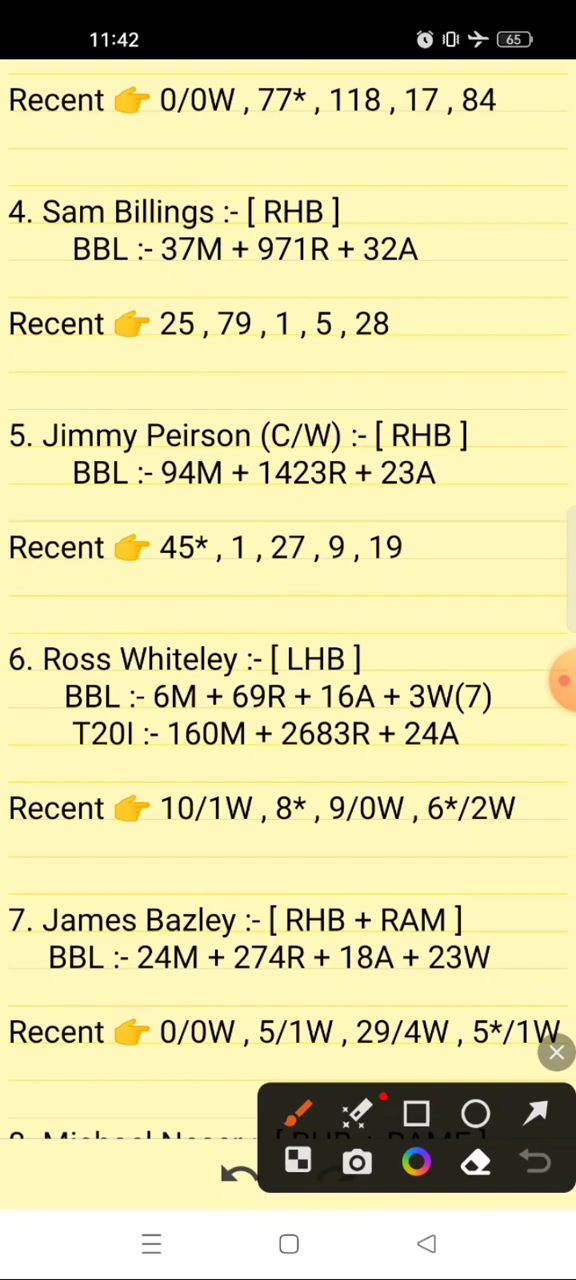 11:42
65
Recent 👉 0/0W , 77* , 118 , 17 , 84
4. Sam Billings :- [ RHB ]
BBL :- 37M + 971R + 32A
Recent 👉 25 , 79 , 1 , 5 , 28
5. Jimmy Peirson (C/W) :- [ RHB ]
BBL :- 94M + 1423R + 23A
Recent 👉 45* , 1 , 27 , 9 , 19
6. Ross Whiteley :- [ LHB ]
BBL :- 6M + 69R + 16A + 3W(7)
T20I :- 160M + 2683R + 24A
Recent 👉 10/1W , 8* , 9/0W , 6*/2W
7. James Bazley :- [ RHB + RAM ]
BBL :- 24M + 274R + 18A + 23W
Recent 👉 0/0W , 5/1W , 29/4W , 5*/1W